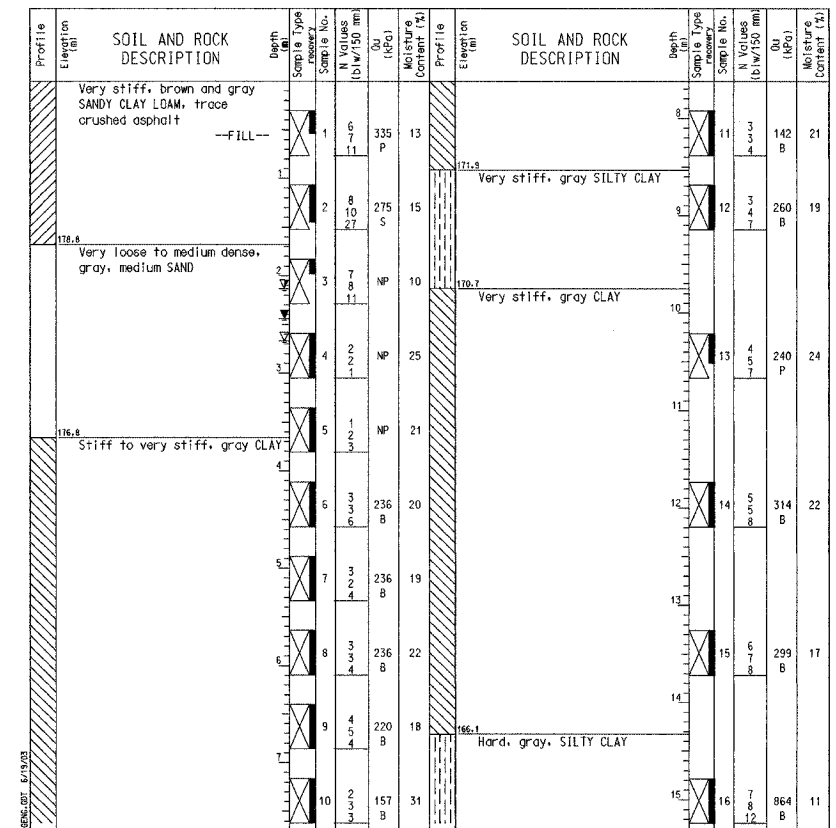 Profile
Elevation (m)
SOIL AND ROCK DESCRIPTION
Depth (m)
Sample Type recovery
Sample No.
N Values (blw/150 mm)
Qu (kPa)
Moisture Content (%)
Very stiff, brown and gray
SANDY CLAY LOAM, trace
crushed asphalt
--FILL--
1 6 7 11 335 P 13
1
2 8 10 27 275 S 15
178.8
Very loose to medium dense,
gray, medium SAND
2
3 7 8 11 NP 10
4 2 2 1 NP 25
3
5 1 2 3 NP 21
176.8
Stiff to very stiff, gray CLAY
4
6 3 3 6 236 B 20
5
7 3 2 4 236 B 19
6
8 3 3 4 236 B 22
9 4 5 4 220 B 18
7
10 2 3 3 157 B 31
GENG.GDT 6/19/03
Profile
Elevation (m)
SOIL AND ROCK DESCRIPTION
Depth (m)
Sample Type recovery
Sample No.
N Values (blw/150 mm)
Qu (kPa)
Moisture Content (%)
8
11 3 3 4 142 B 21
171.9
Very stiff, gray SILTY CLAY
9
12 3 4 7 260 B 19
170.7
Very stiff, gray CLAY
10
13 4 5 7 240 P 24
11
12
14 5 5 8 314 B 22
13
15 6 7 8 299 B 17
14
166.1
Hard, gray, SILTY CLAY
15
16 7 8 12 864 B 11